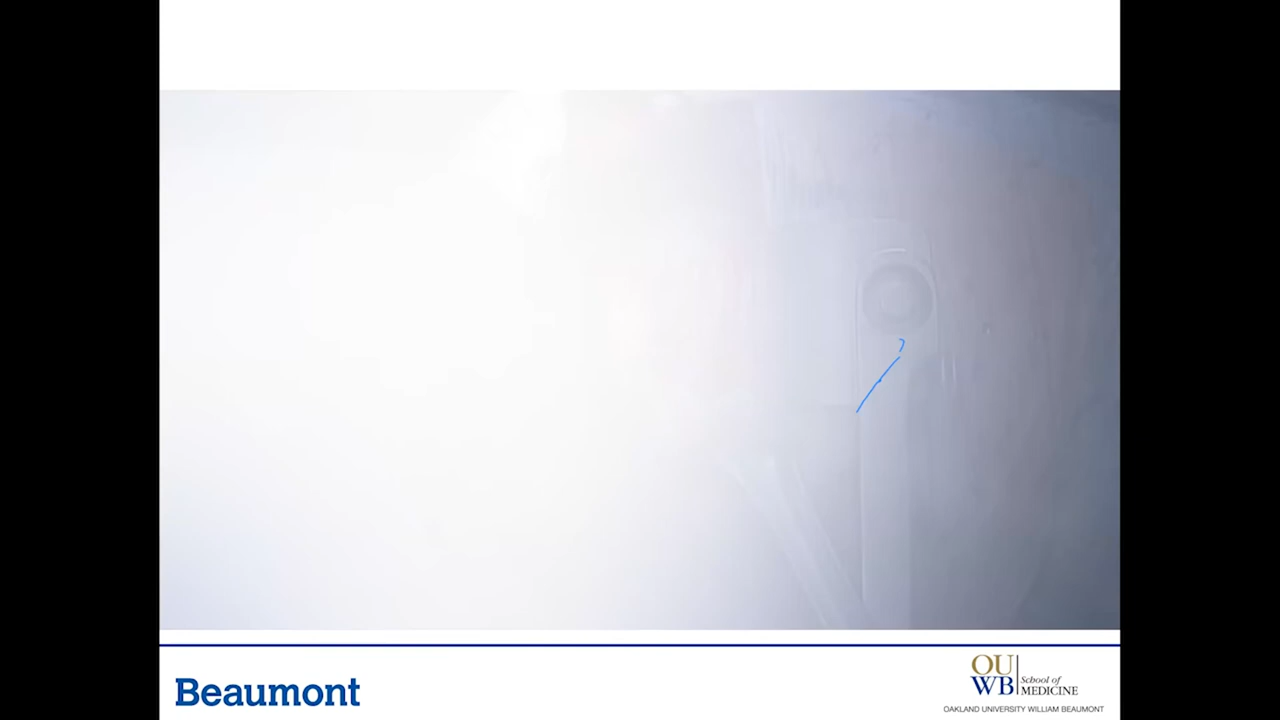 Beaumont
OU
WB
School of
MEDICINE
OAKLAND UNIVERSITY WILLIAM BEAUMONT